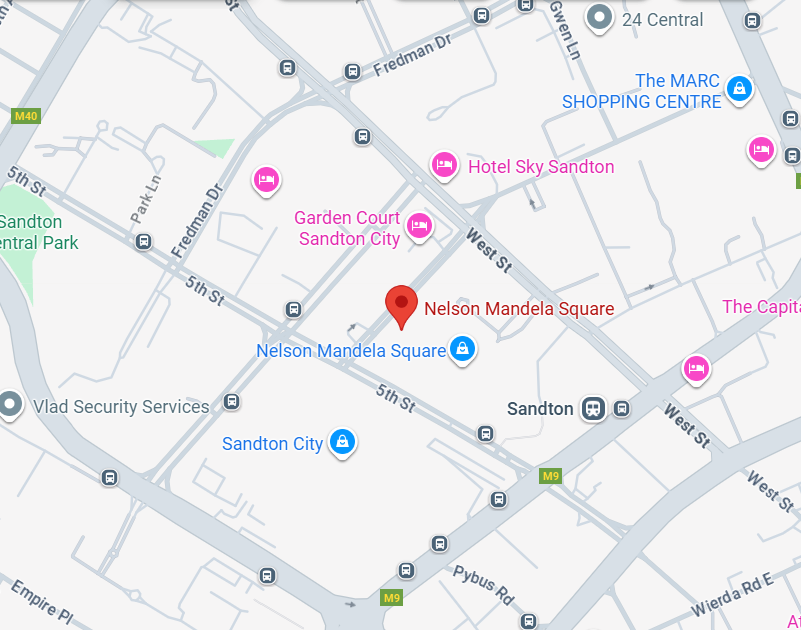 St
Gwen Ln
24 Central
Fredman Dr
The MARC
SHOPPING CENTRE
M40
Hotel Sky Sandton
5th St
Park Ln
Fredman Dr
Garden Court
Sandton City
Sandton
entral Park
West St
5th St
Nelson Mandela Square
The Capita
Nelson Mandela Square
5th St
Vlad Security Services
Sandton
West St
Sandton City
M9
West St
Pybus Rd
Empire Pl
M9
Wierda Rd E
At